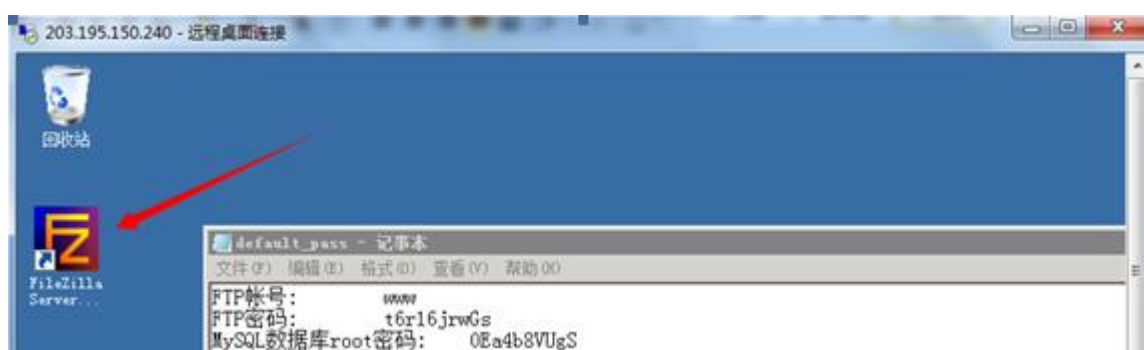 203.195.150.240 - 远程桌面连接
回收站
FileZilla
Server...
default_pass - 记事本
文件(F) 编辑(E) 格式(O) 查看(V) 帮助(H)
FTP帐号: www
FTP密码: t6rl6jrwGs
MySQL数据库root密码: 0Ea4b8VUgS